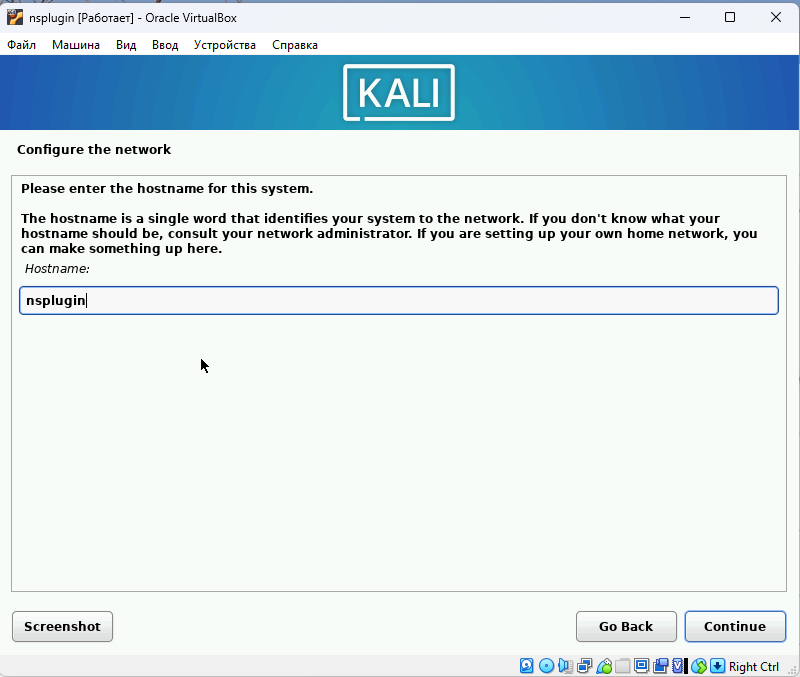 nsplugin [Работает] - Oracle VirtualBox
Файл Машина Вид Ввод Устройства Справка
KALI
Configure the network
Please enter the hostname for this system.
The hostname is a single word that identifies your system to the network. If you don't know what your
hostname should be, consult your network administrator. If you are setting up your own home network, you
can make something up here.
Hostname:
nsplugin
Screenshot Go Back Continue
Right Ctrl